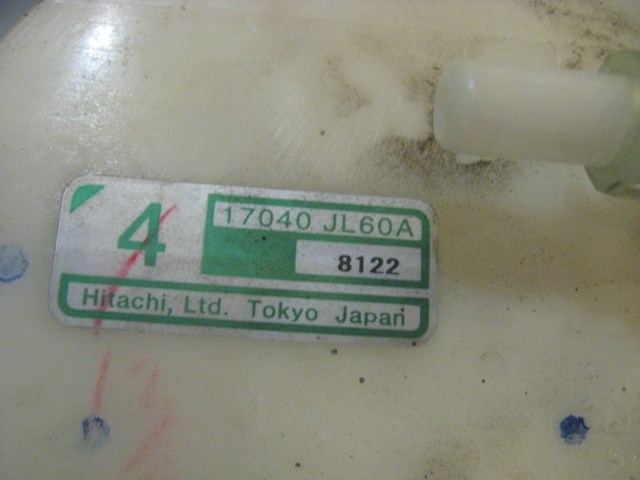 4
17040 JL60A
8122
Hitachi, Ltd. Tokyo Japan